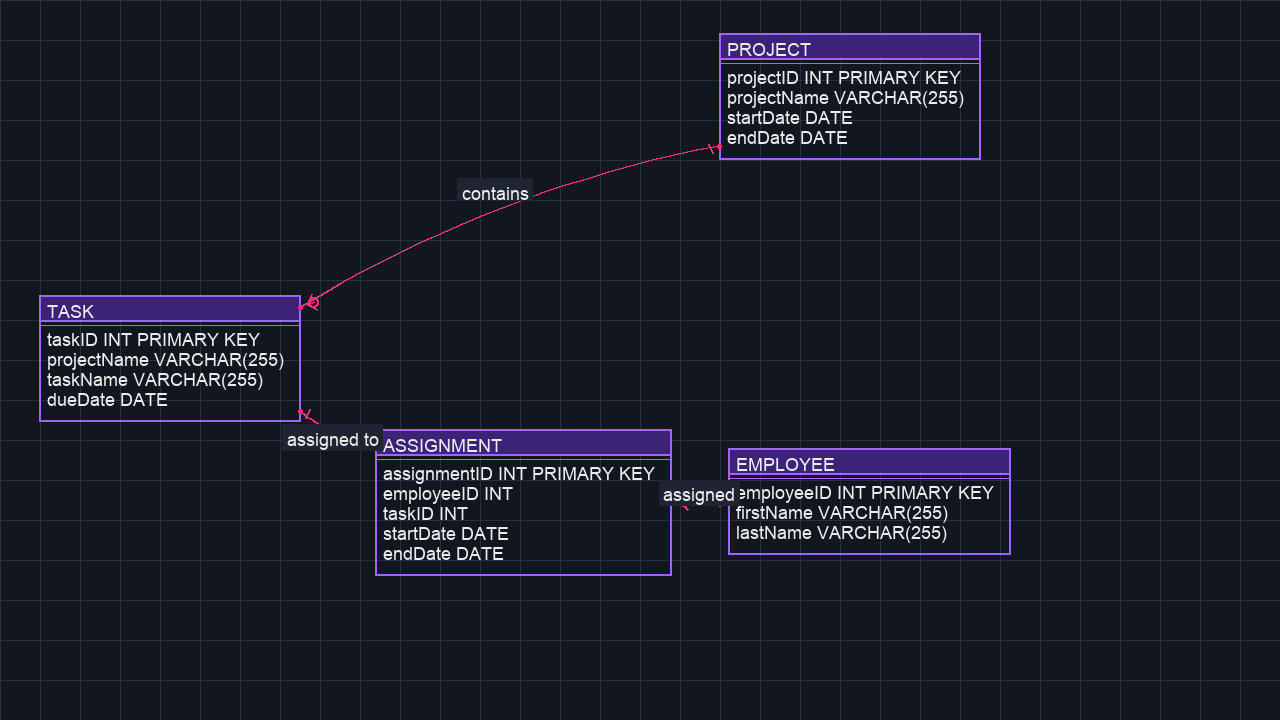 PROJECT
projectID INT PRIMARY KEY
projectName VARCHAR(255)
startDate DATE
endDate DATE
contains
TASK
taskID INT PRIMARY KEY
projectName VARCHAR(255)
taskName VARCHAR(255)
dueDate DATE
assigned to
ASSIGNMENT
assignmentID INT PRIMARY KEY
employeeID INT
taskID INT
startDate DATE
endDate DATE
assigned
EMPLOYEE
employeeID INT PRIMARY KEY
firstName VARCHAR(255)
lastName VARCHAR(255)